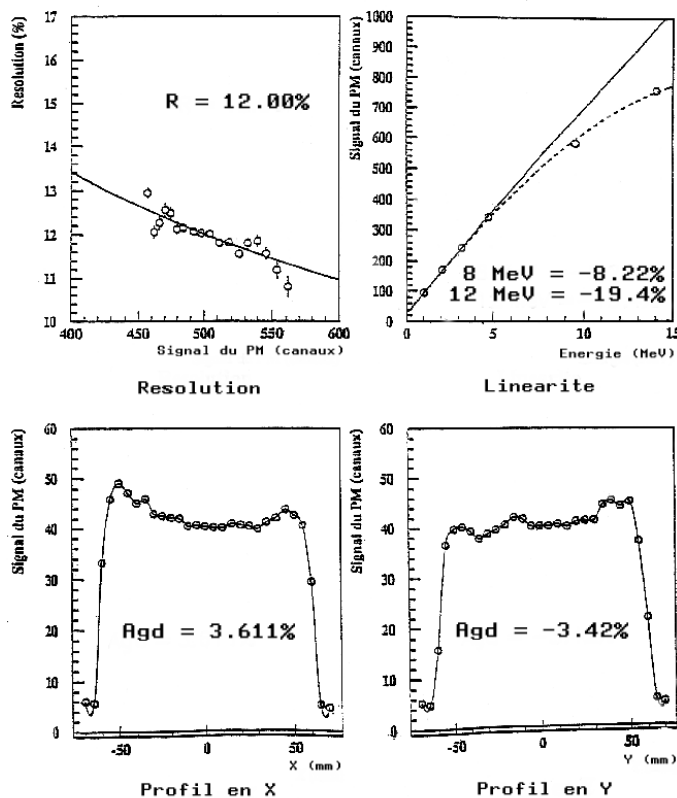 Resolution (%)
17
16
15
14
13
12
11
10
R = 12.00%
400
450
500
550
600
Signal du PM (canaux)
Resolution
Signal du PM (canaux)
1000
900
800
700
600
500
400
300
200
100
0
8 MeV = -8.22%
12 MeV = -19.4%
0
5
10
15
Energie (MeV)
Linearite
Signal du PM (canaux)
60
50
40
30
20
10
0
Agd = 3.611%
-50
0
50
X (mm)
Profil en X
Signal du PM (canaux)
60
50
40
30
20
10
0
Agd = -3.42%
-50
0
50
Y (mm)
Profil en Y